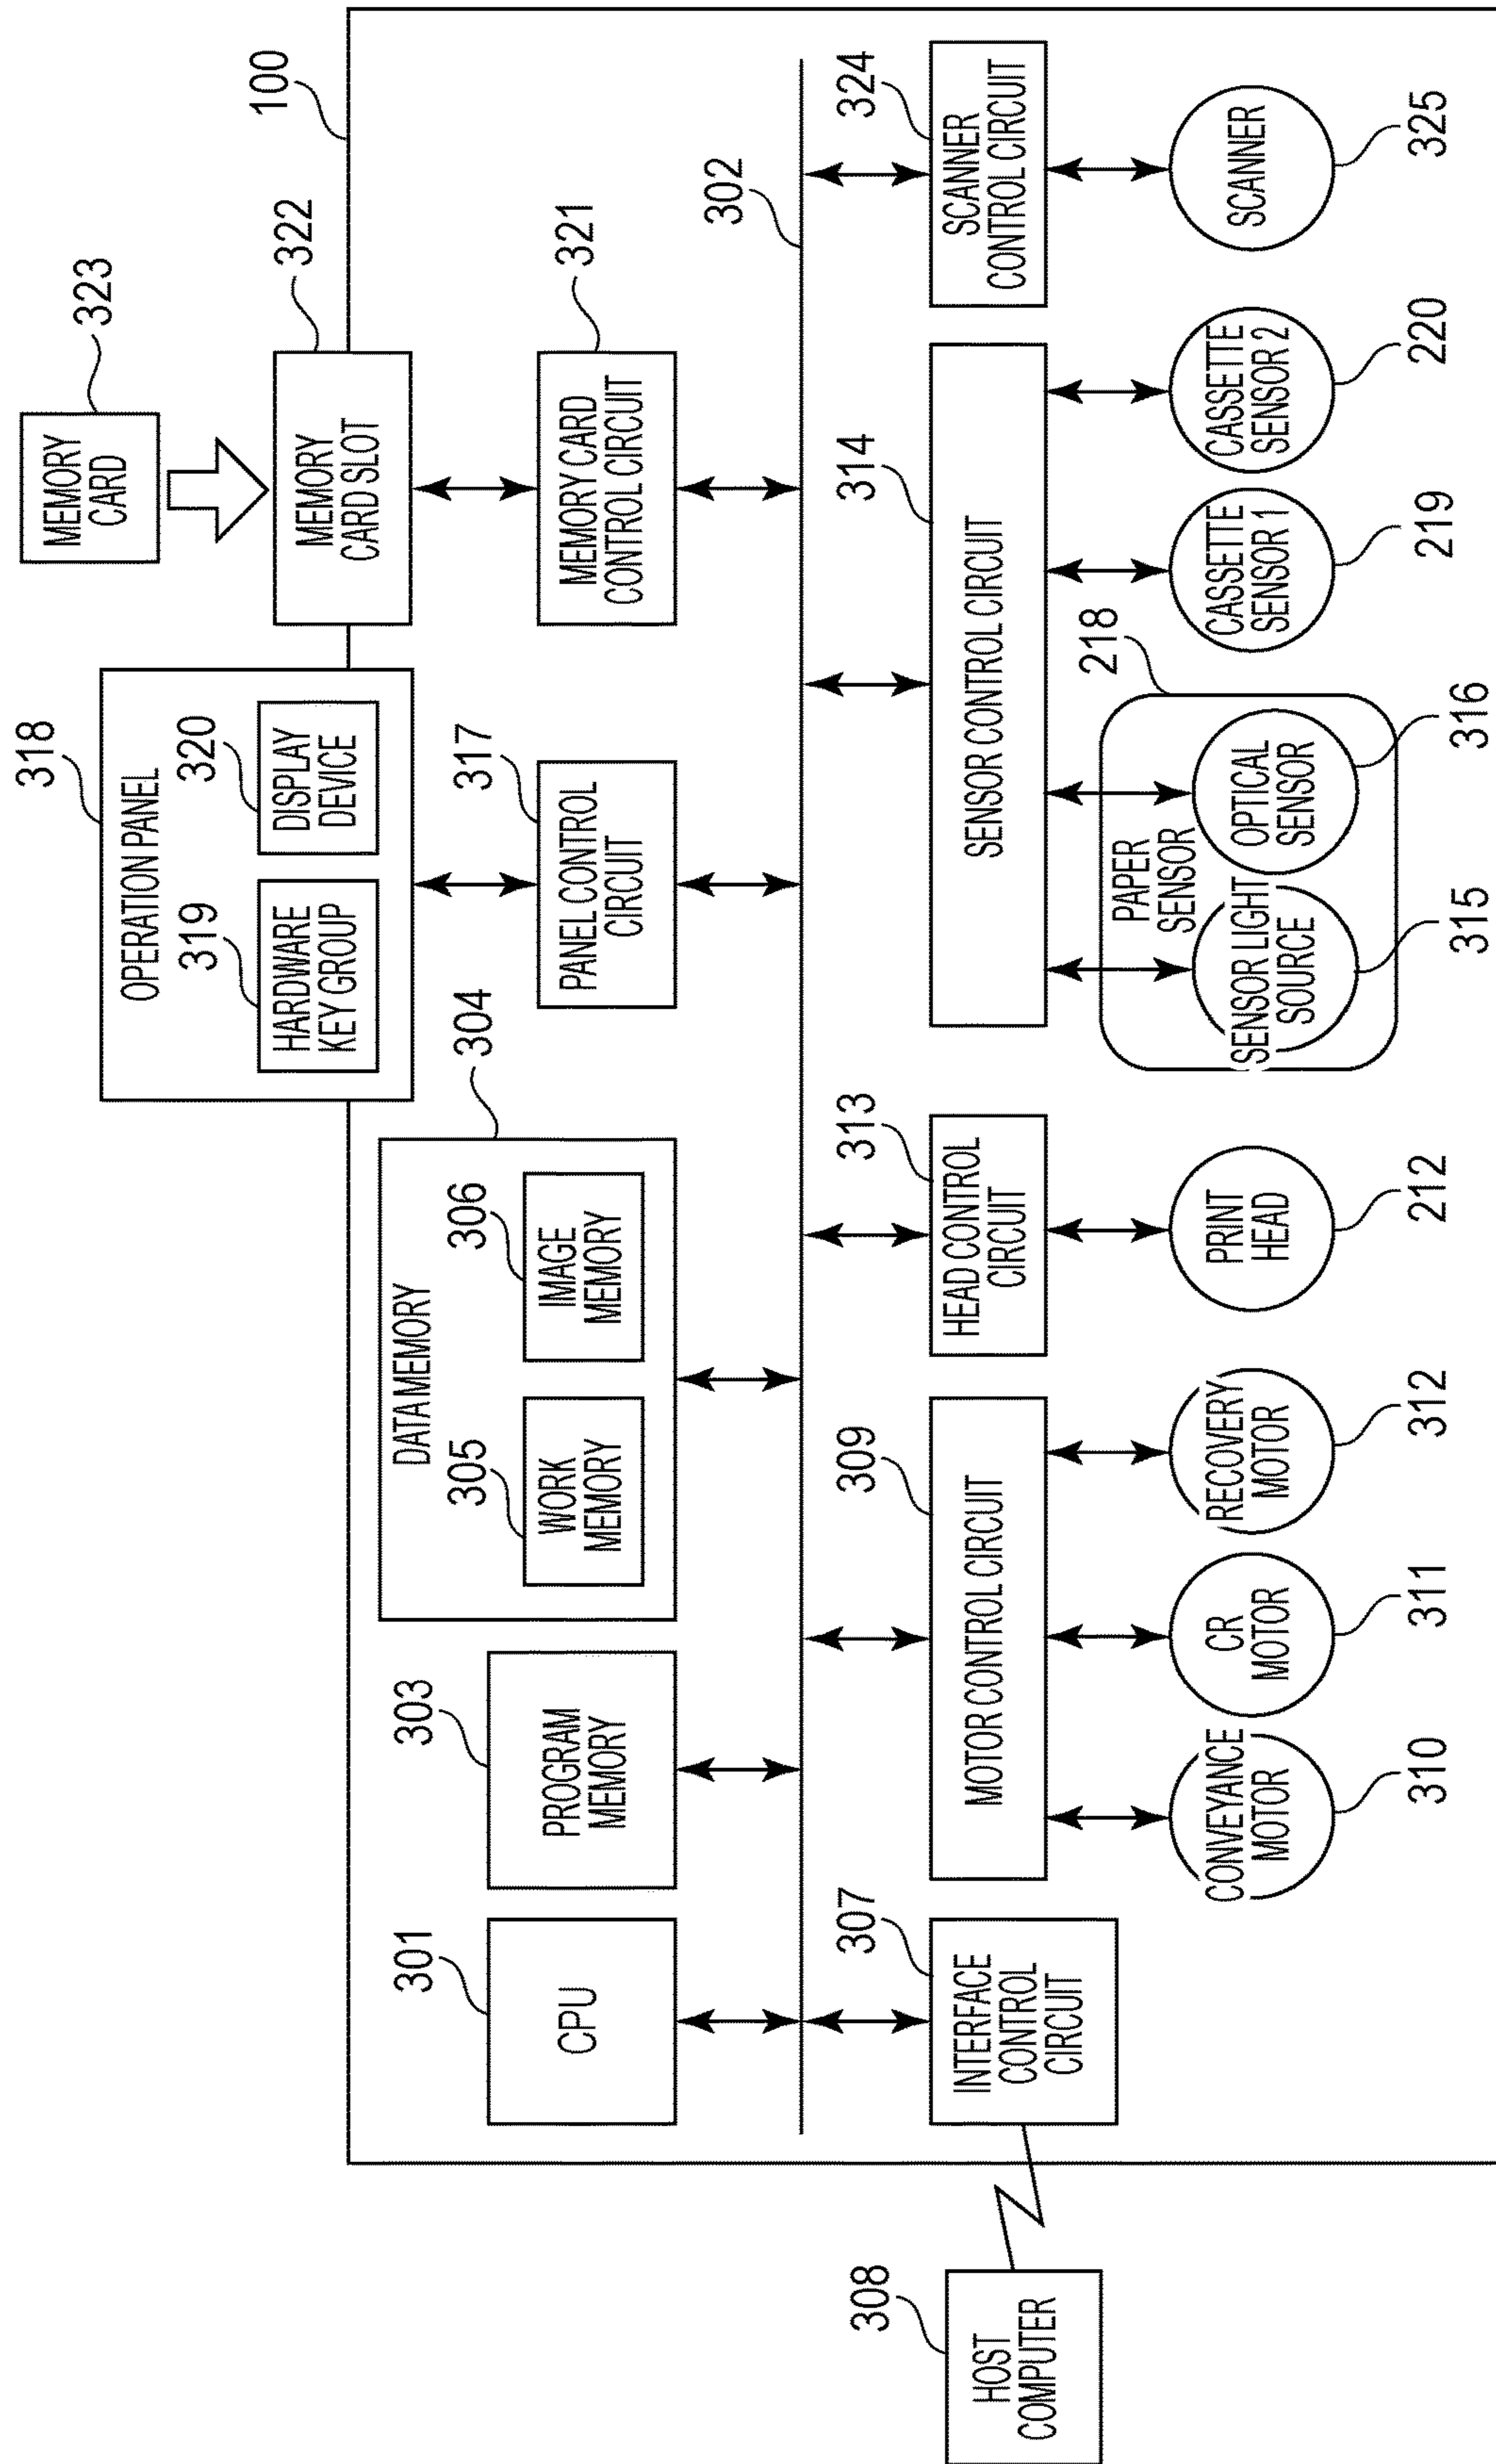 323
MEMORY
CARD
318
OPERATION PANEL
319
HARDWARE
KEY GROUP
320
DISPLAY
DEVICE
322
MEMORY
CARD SLOT
100
301
CPU
303
PROGRAM
MEMORY
304
DATA MEMORY
305
WORK
MEMORY
306
IMAGE
MEMORY
317
PANEL CONTROL
CIRCUIT
321
MEMORY CARD
CONTROL CIRCUIT
302
308
HOST
COMPUTER
307
INTERFACE
CONTROL
CIRCUIT
309
MOTOR CONTROL CIRCUIT
313
HEAD CONTROL
CIRCUIT
314
SENSOR CONTROL CIRCUIT
324
SCANNER
CONTROL CIRCUIT
CONVEYANCE
MOTOR
310
CR
MOTOR
311
RECOVERY
MOTOR
312
PRINT
HEAD
212
218
PAPER
SENSOR
SENSOR LIGHT
SOURCE
315
OPTICAL
SENSOR
316
CASSETTE
SENSOR 1
219
CASSETTE
SENSOR 2
220
SCANNER
325